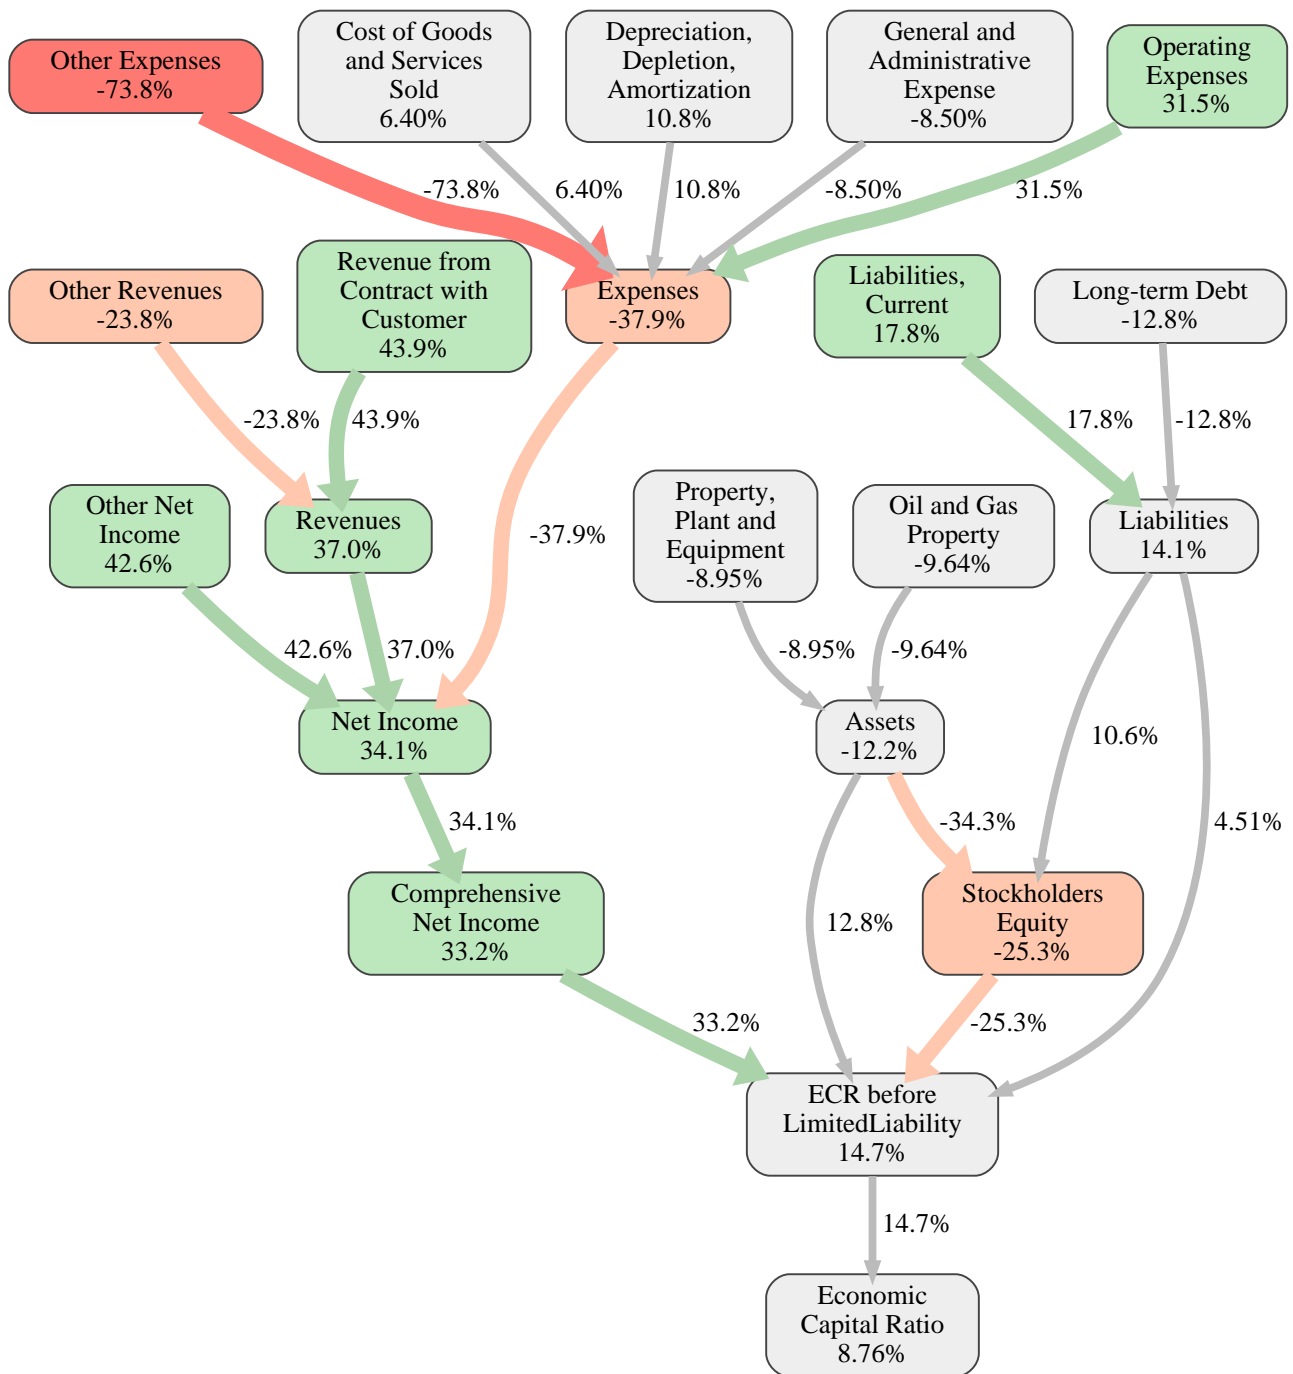 Other Expenses
-73.8%
Cost of Goods
and Services
Sold
6.40%
Depreciation,
Depletion,
Amortization
10.8%
General and
Administrative
Expense
-8.50%
Operating
Expenses
31.5%
-73.8%
6.40%
10.8%
-8.50%
31.5%
Other Revenues
-23.8%
Revenue from
Contract with
Customer
43.9%
Expenses
-37.9%
Liabilities,
Current
17.8%
Long-term Debt
-12.8%
-23.8%
43.9%
17.8%
-12.8%
Other Net
Income
42.6%
Revenues
37.0%
-37.9%
Property,
Plant and
Equipment
-8.95%
Oil and Gas
Property
-9.64%
Liabilities
14.1%
42.6%
37.0%
-8.95%
-9.64%
Net Income
34.1%
Assets
-12.2%
10.6%
34.1%
-34.3%
4.51%
Comprehensive
Net Income
33.2%
12.8%
Stockholders
Equity
-25.3%
33.2%
-25.3%
ECR before
LimitedLiability
14.7%
14.7%
Economic
Capital Ratio
8.76%